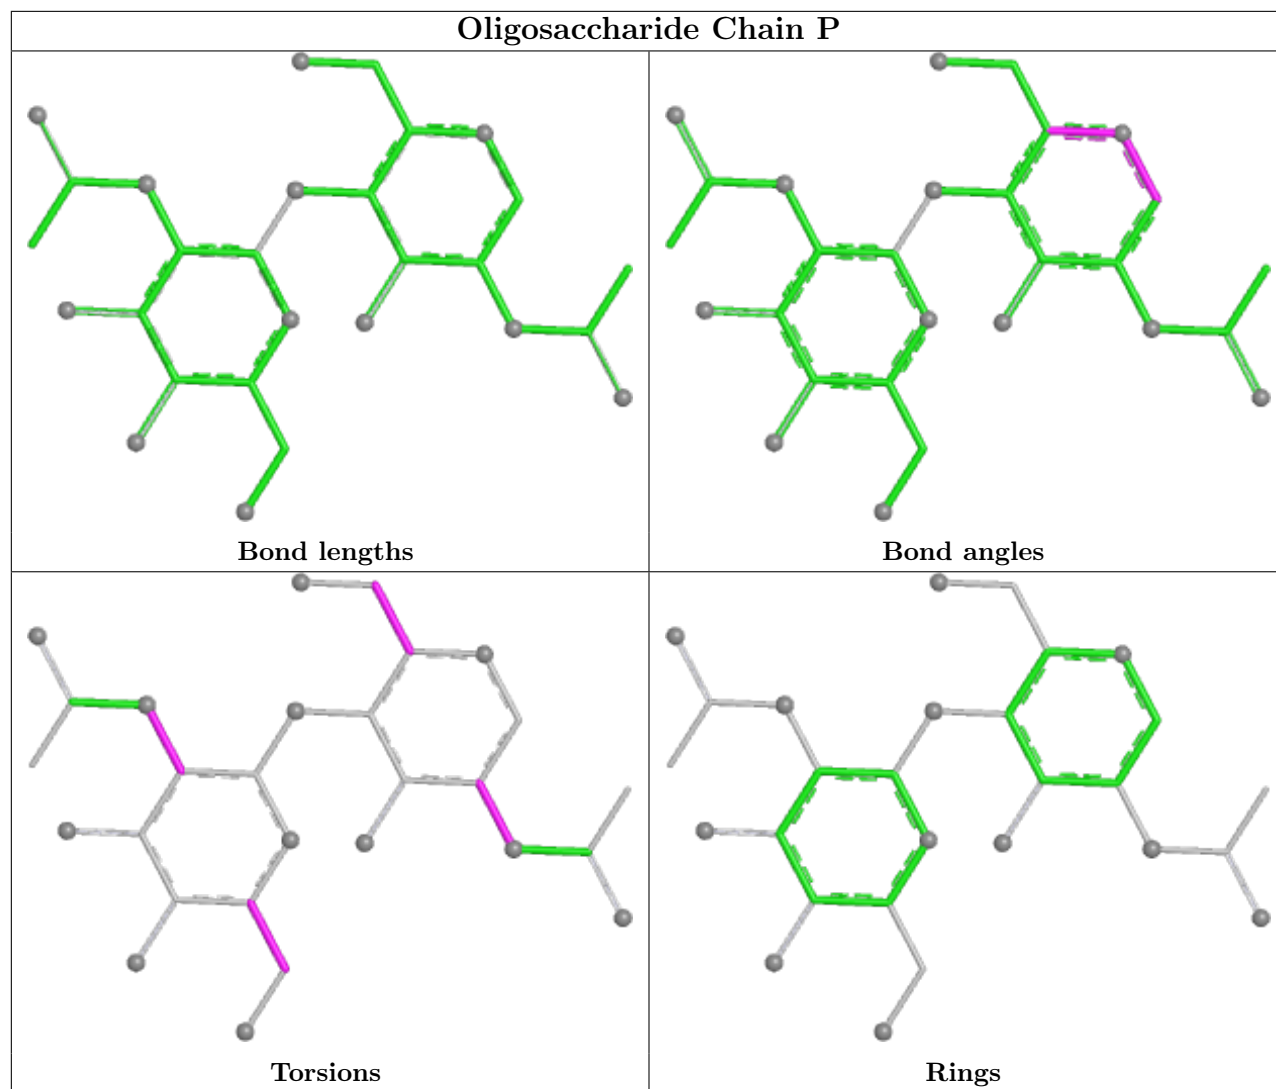 Oligosaccharide Chain P
Bond lengths
Bond angles
Torsions
Rings